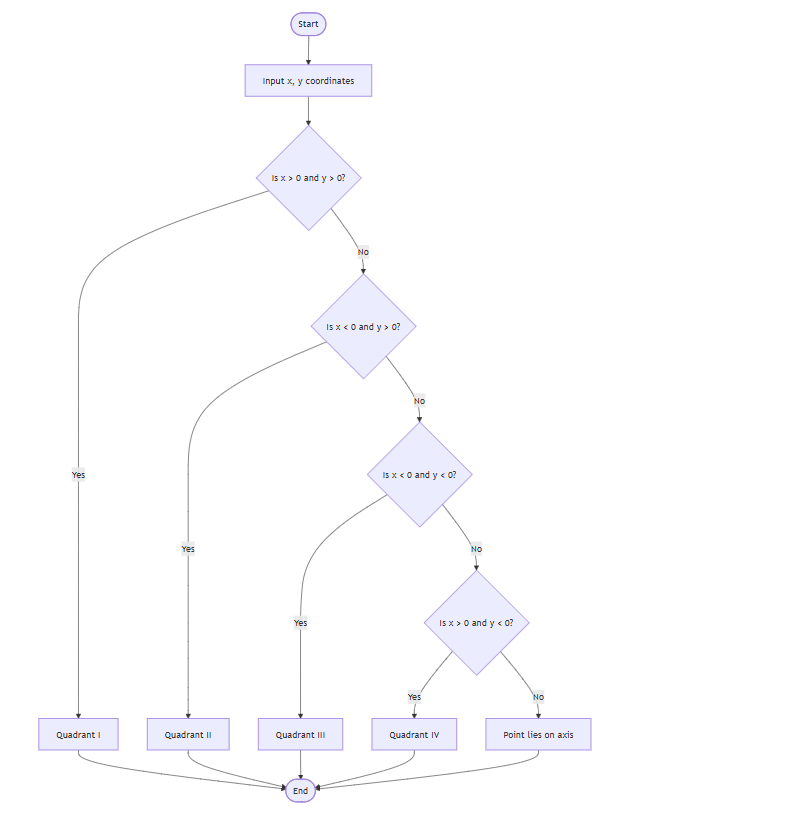 Start
Input x, y coordinates
Is x > 0 and y > 0?
No
Is x < 0 and y > 0?
No
Is x < 0 and y < 0?
Yes
No
Yes
Is x > 0 and y < 0?
Yes
Yes
No
Quadrant I
Quadrant II
Quadrant III
Quadrant IV
Point lies on axis
End